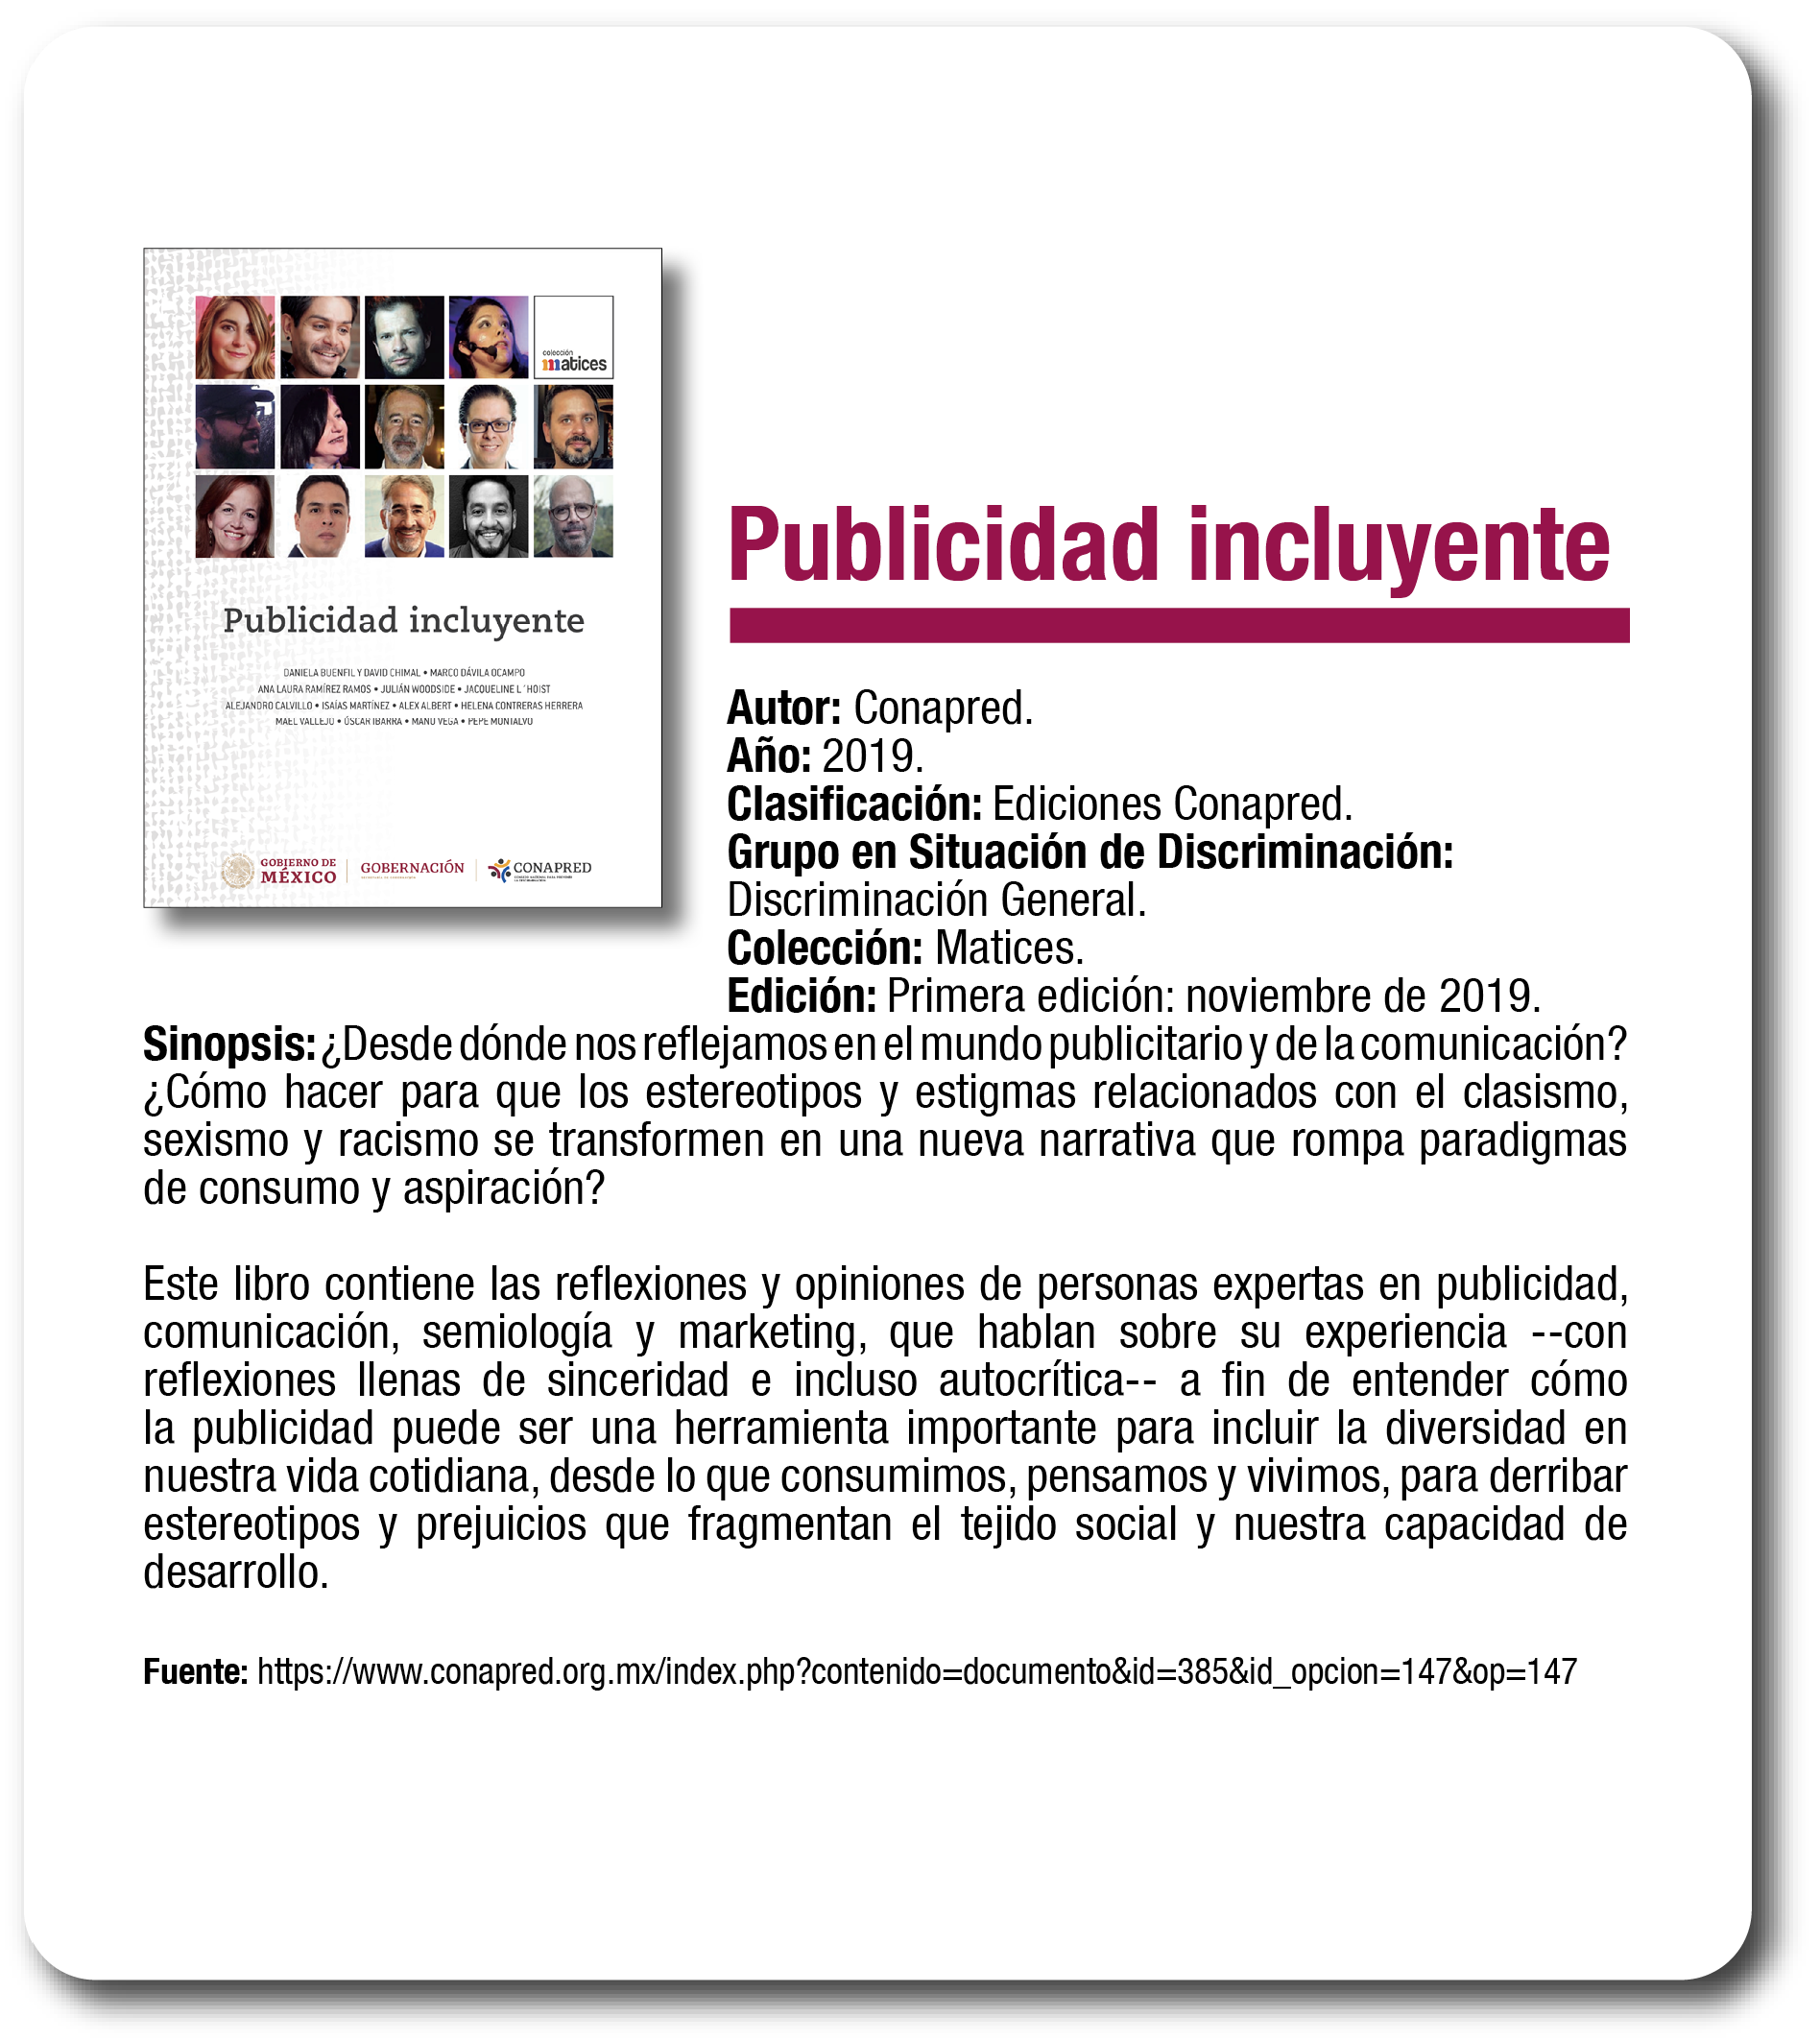 colección
matices
Publicidad incluyente
DANIELA BUENFIL Y DAVID CHIMAL • MARCO DÁVILA OCAMPO
ANA LAURA RAMÍREZ RAMOS • JULIÁN WOODSIDE • JACQUELINE L´HOIST
ALEJANDRO CALVILLO • ISAÍAS MARTÍNEZ • ALEX ALBERT • HELENA CONTRERAS HERRERA
MAEL VALLEJO • ÓSCAR IBARRA • MANU VEGA • PEPE MONTALVO
GOBIERNO DE
MÉXICO
GOBERNACIÓN
CONAPRED
Publicidad incluyente
Autor: Conapred.
Año: 2019.
Clasificación: Ediciones Conapred.
Grupo en Situación de Discriminación:
Discriminación General.
Colección: Matices.
Edición: Primera edición: noviembre de 2019.
Sinopsis: ¿Desde dónde nos reflejamos en el mundo publicitario y de la comunicación?
¿Cómo hacer para que los estereotipos y estigmas relacionados con el clasismo,
sexismo y racismo se transformen en una nueva narrativa que rompa paradigmas
de consumo y aspiración?
Este libro contiene las reflexiones y opiniones de personas expertas en publicidad,
comunicación, semiología y marketing, que hablan sobre su experiencia --con
reflexiones llenas de sinceridad e incluso autocrítica-- a fin de entender cómo
la publicidad puede ser una herramienta importante para incluir la diversidad en
nuestra vida cotidiana, desde lo que consumimos, pensamos y vivimos, para derribar
estereotipos y prejuicios que fragmentan el tejido social y nuestra capacidad de
desarrollo.
Fuente: https://www.conapred.org.mx/index.php?contenido=documento&id=385&id_opcion=147&op=147